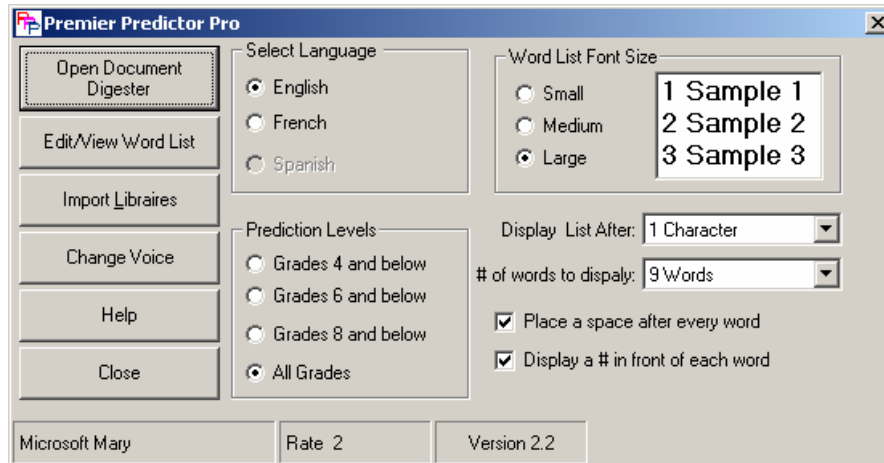 Premier Predictor Pro
Open Document
Digester
Edit/View Word List
Import Libraires
Change Voice
Help
Close
Select Language
English
French
Spanish
Prediction Levels
Grades 4 and below
Grades 6 and below
Grades 8 and below
All Grades
Word List Font Size
Small
Medium
Large
1 Sample 1
2 Sample 2
3 Sample 3
Display List After: 1 Character
# of words to dispaly: 9 Words
Place a space after every word
Display a # in front of each word
Microsoft Mary
Rate 2
Version 2.2